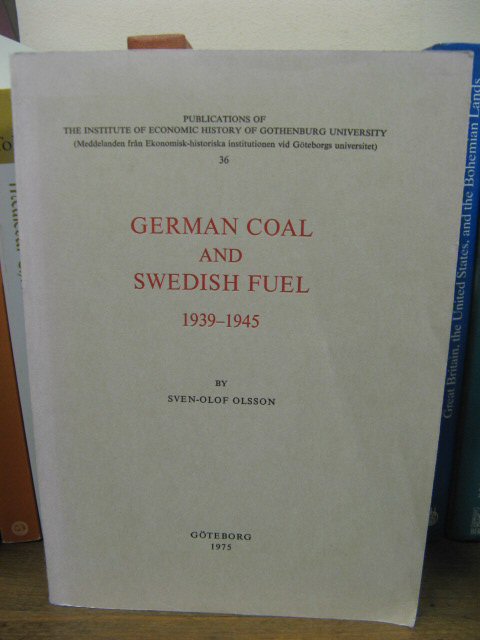 PUBLICATIONS OF
THE INSTITUTE OF ECONOMIC HISTORY OF GOTHENBURG UNIVERSITY
(Meddelanden från Ekonomisk-historiska institutionen vid Göteborgs universitet)
36
GERMAN COAL
AND
SWEDISH FUEL
1939–1945
BY
SVEN-OLOF OLSSON
GÖTEBORG
1975
Great Britain, the United States, and the Bohemian Lands